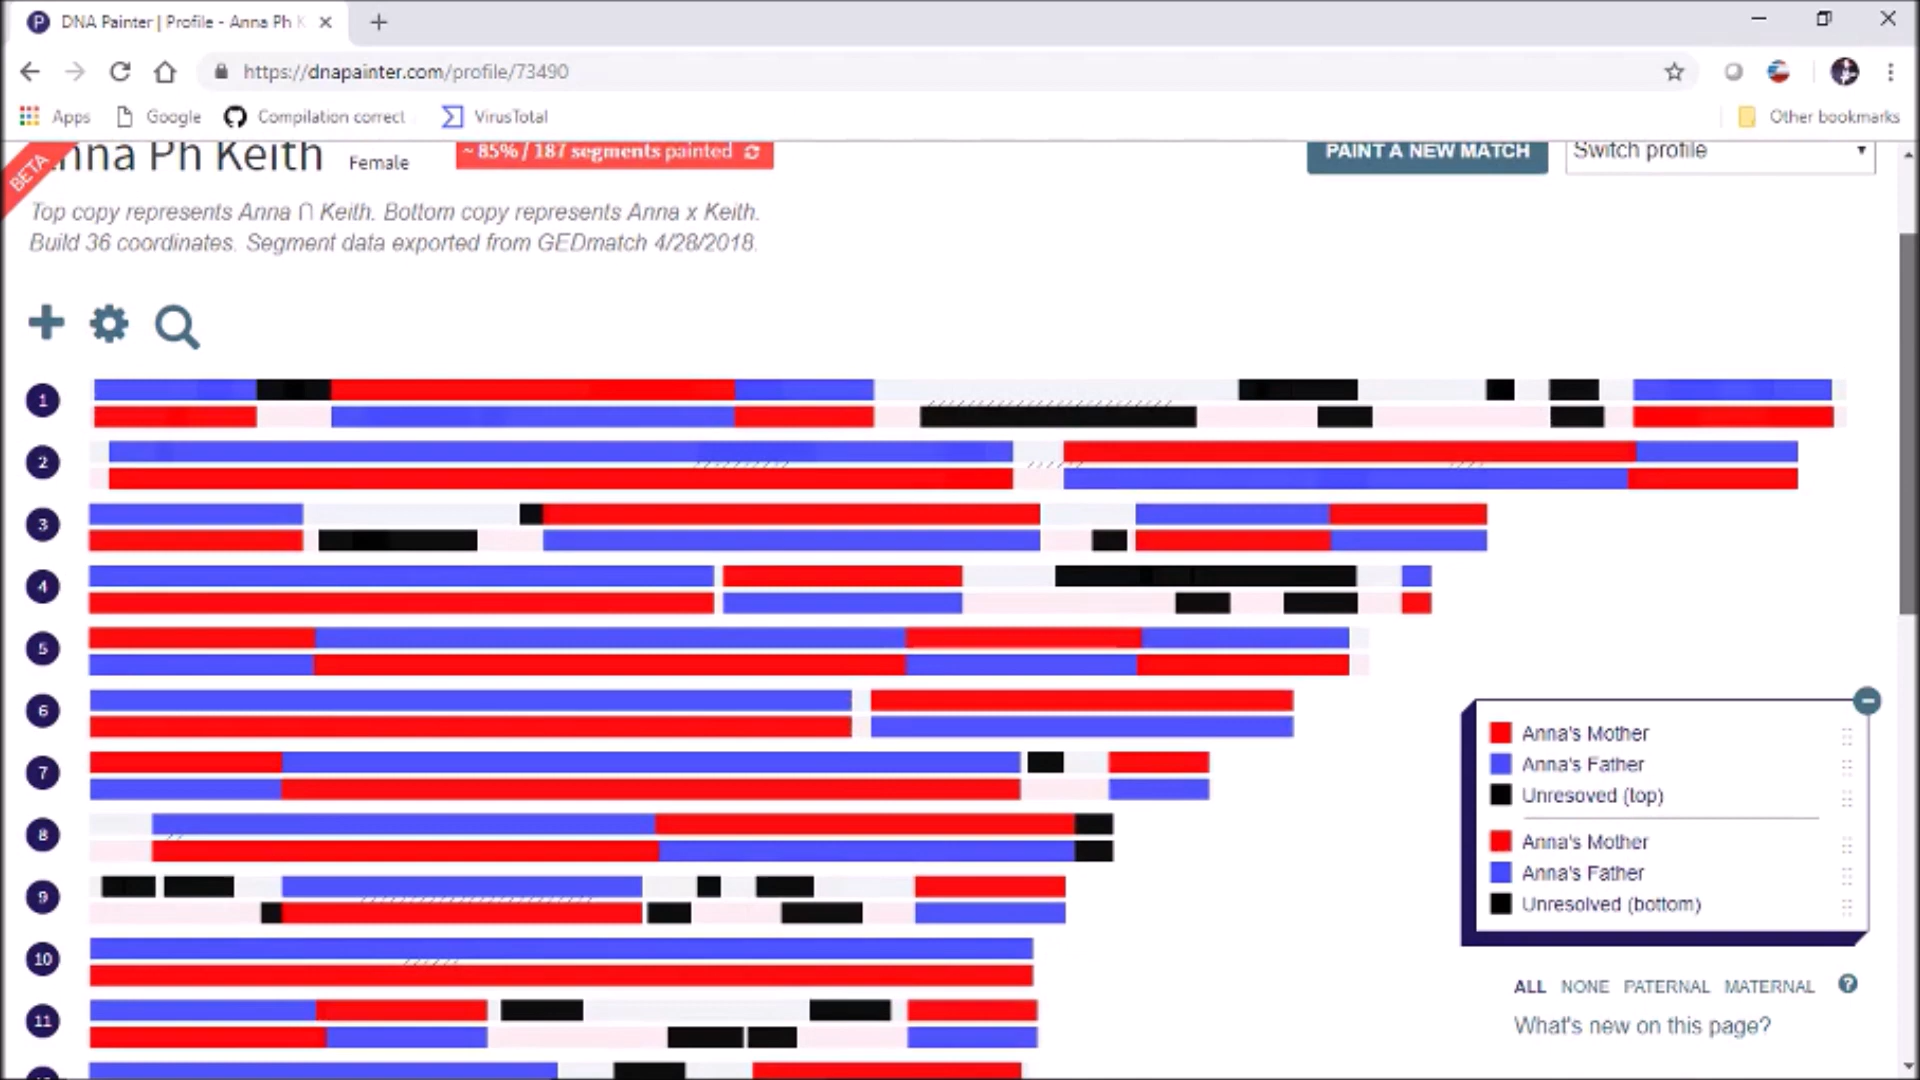 DNA Painter | Profile - Anna Ph K
https://dnapainter.com/profile/73490
Apps Google Compilation correct VirusTotal Other bookmarks
BETA
nna Ph Keith Female ~ 85% / 187 segments painted PAINT A NEW MATCH Switch profile
Top copy represents Anna ∩ Keith. Bottom copy represents Anna x Keith.
Build 36 coordinates. Segment data exported from GEDmatch 4/28/2018.
1
2
3
4
5
6
7
8
9
10
11
Anna's Mother
Anna's Father
Unresoved (top)
Anna's Mother
Anna's Father
Unresolved (bottom)
ALL NONE PATERNAL MATERNAL ?
What's new on this page?